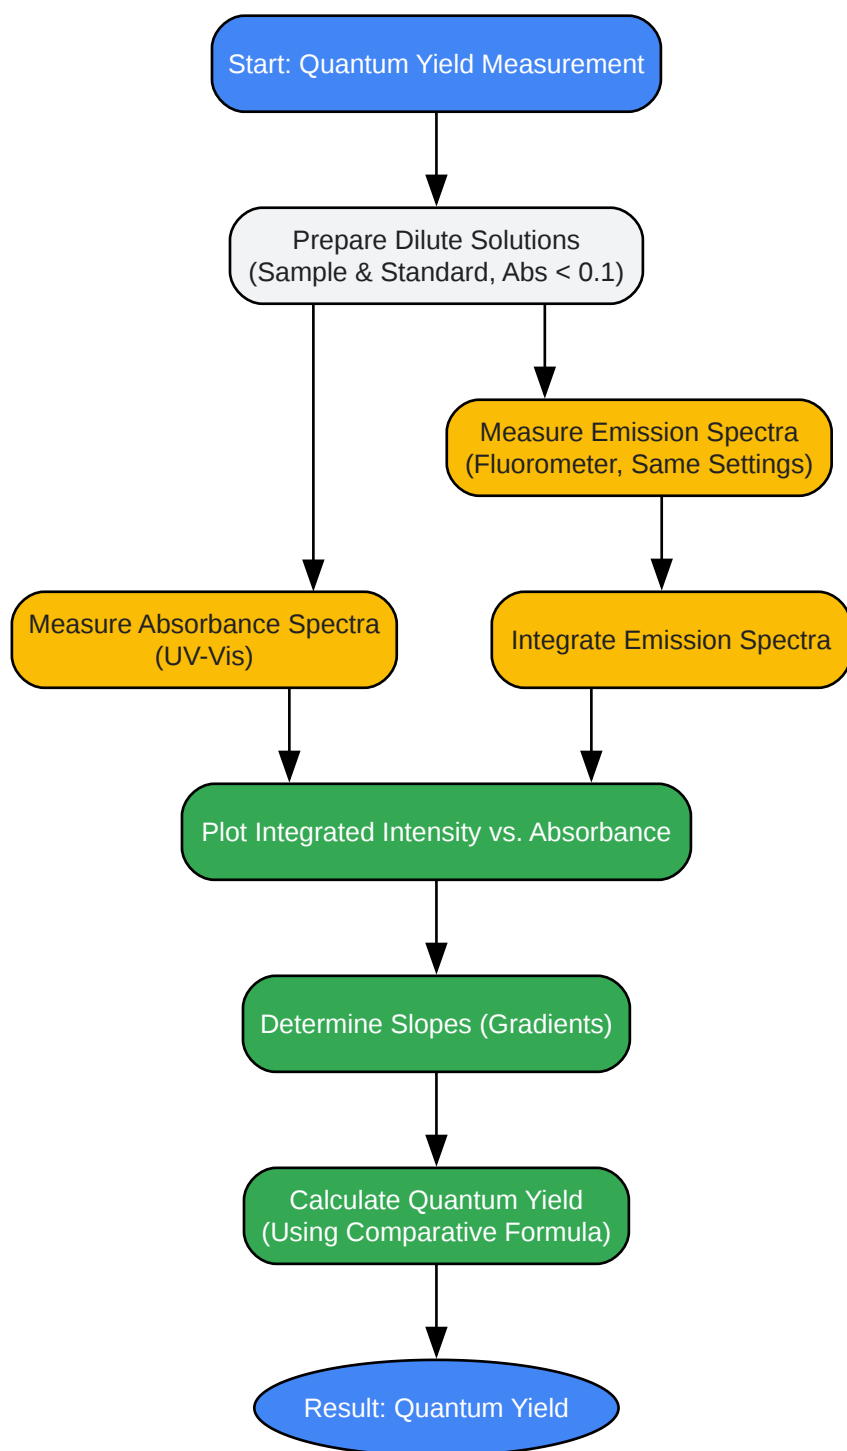 Start: Quantum Yield Measurement
Prepare Dilute Solutions
(Sample & Standard, Abs < 0.1)
Measure Emission Spectra
(Fluorometer, Same Settings)
Measure Absorbance Spectra
(UV-Vis)
Integrate Emission Spectra
Plot Integrated Intensity vs. Absorbance
Determine Slopes (Gradients)
Calculate Quantum Yield
(Using Comparative Formula)
Result: Quantum Yield